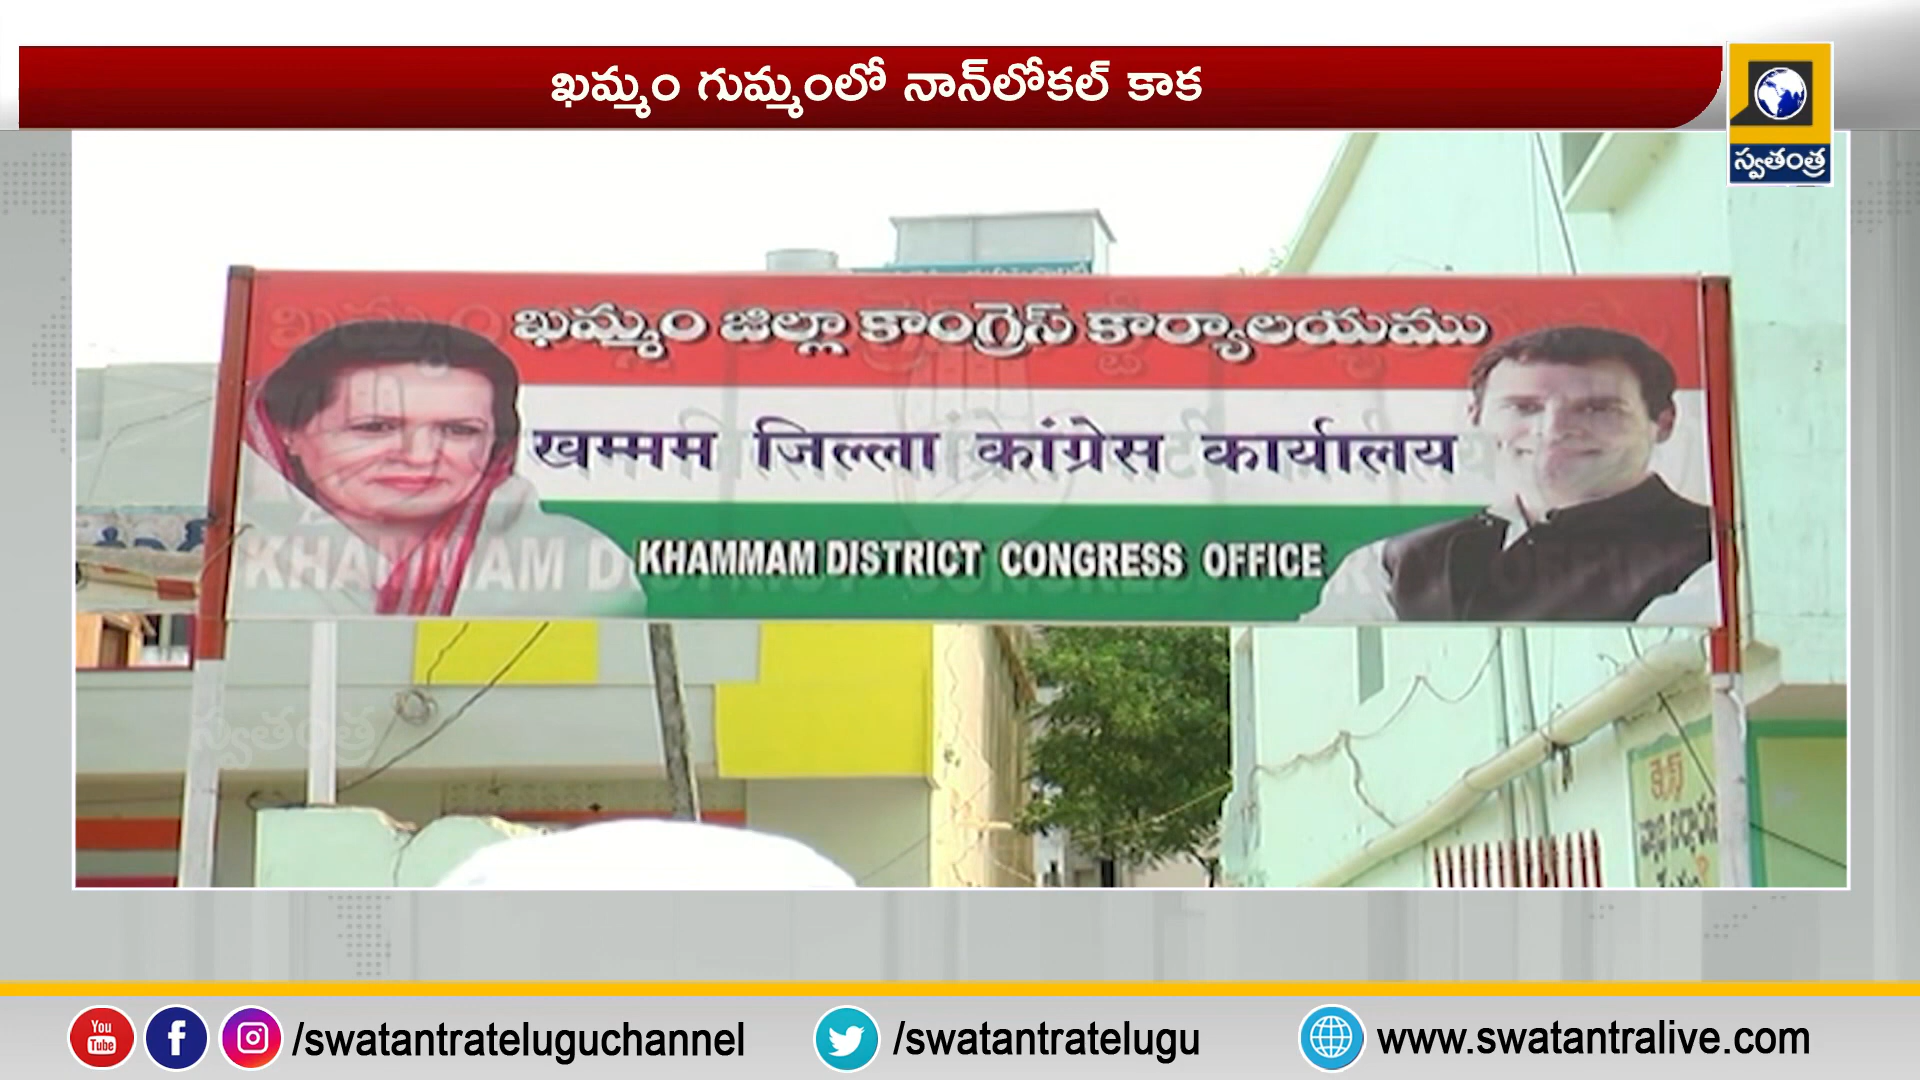 ఖమ్మం గుమ్మంలో నాన్‌లోకల్ కాక
స్వతంత్ర
ఖమ్మం జిల్లా కాంగ్రెస్ కార్యాలయము
खम्मम जिल्ला कांग्रेस कार्यालय
KHAMMAM DISTRICT CONGRESS OFFICE
స్వతంత్ర
You Tube /swatantrateluguchannel /swatantratelugu www.swatantralive.com